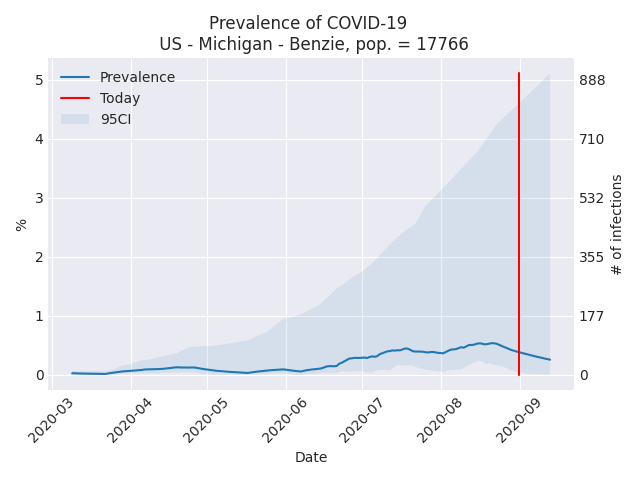 Prevalence of COVID-19
US - Michigan - Benzie, pop. = 17766
Prevalence
Today
95CI
5
4
3
2
1
0
%
888
710
532
355
177
0
# of infections
2020-03
2020-04
2020-05
2020-06
2020-07
2020-08
2020-09
Date